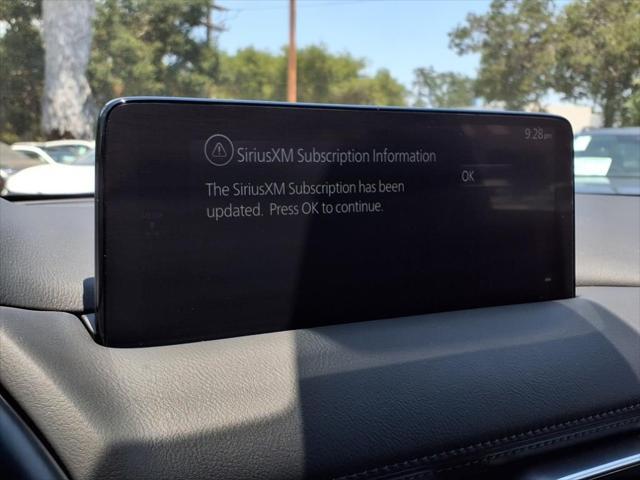 9:28 pm
SiriusXM Subscription Information
The SiriusXM Subscription has been
updated. Press OK to continue.
OK